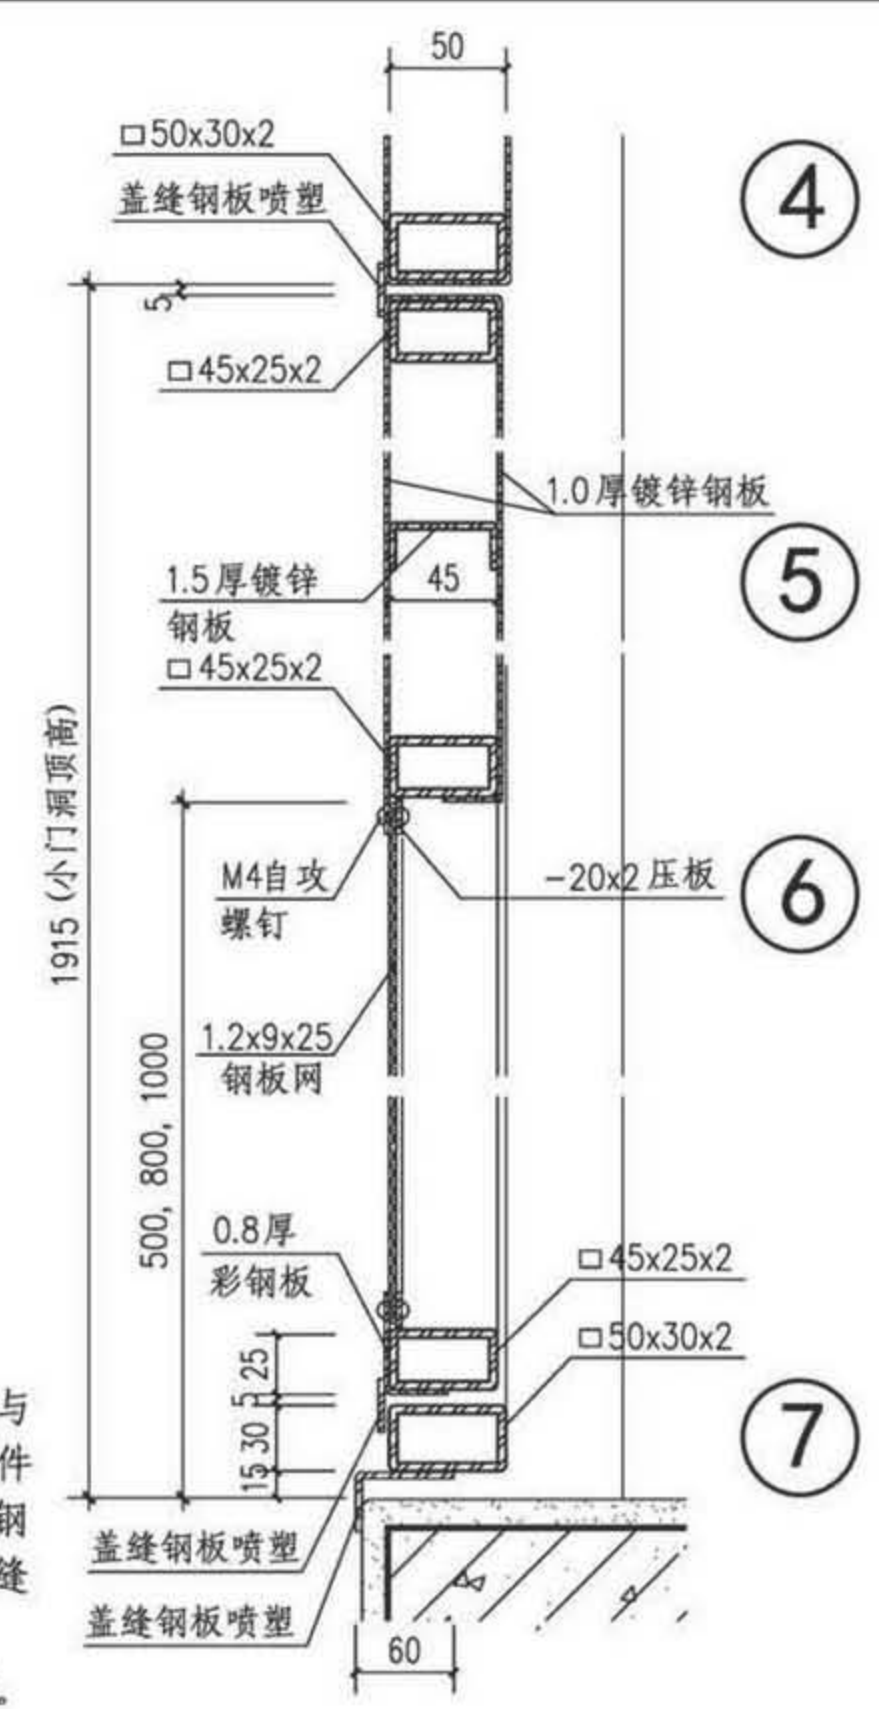 50
□50x30x2
盖缝钢板喷塑
④
5
□45x25x2
1.0厚镀锌钢板
1.5厚镀锌
钢板
45
⑤
□45x25x2
1915(小门洞顶高)
M4自攻
螺钉
-20x2压板
⑥
1.2x9x25
钢板网
500, 800, 1000
0.8厚
彩钢板
□45x25x2
□50x30x2
25
5
30
15
⑦
与
件
钢
缝
。
盖缝钢板喷塑
盖缝钢板喷塑
60